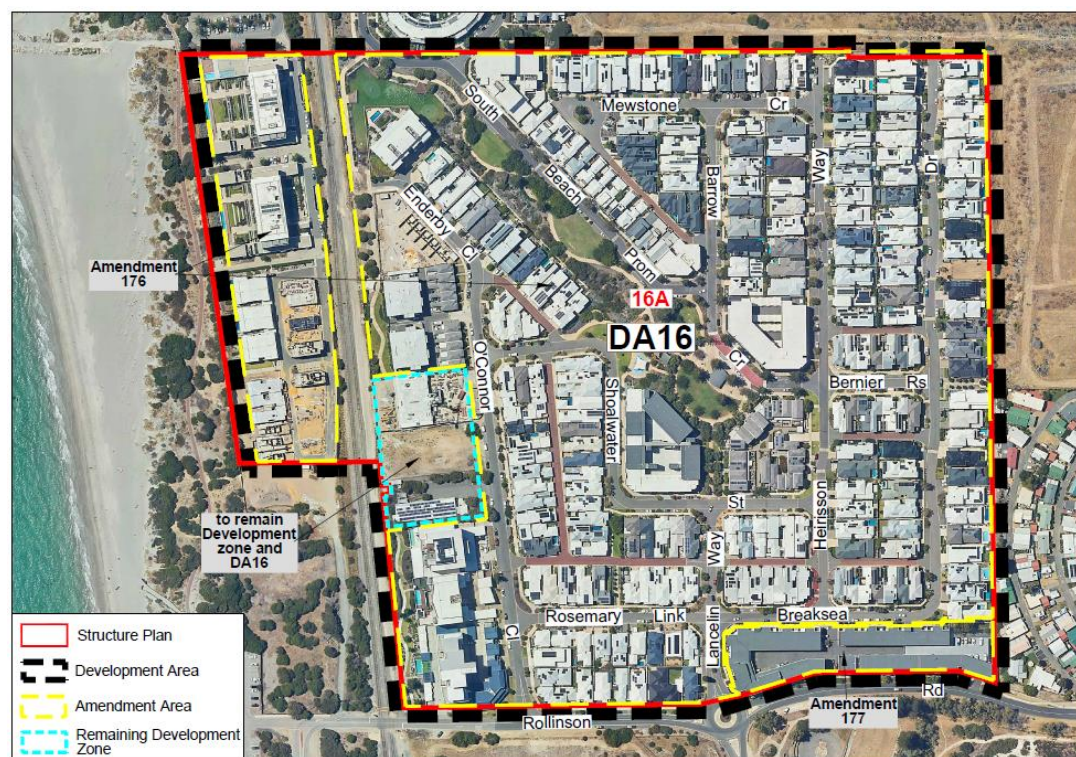 South
Mewstone Cr
Beach
Barrow
Way
Dr
Enderby Cl
Prom
Amendment
176
16A
DA16
O'Connor
Cr
Shoalwater
Bernier Rs
to remain
Development
zone and
DA16
St
Way
Heirisson
Rosemary Link
Breaksea
Cl
Lancelin
Amendment
177
Rd
Rollinson
Structure Plan
Development Area
Amendment Area
Remaining Development
Zone